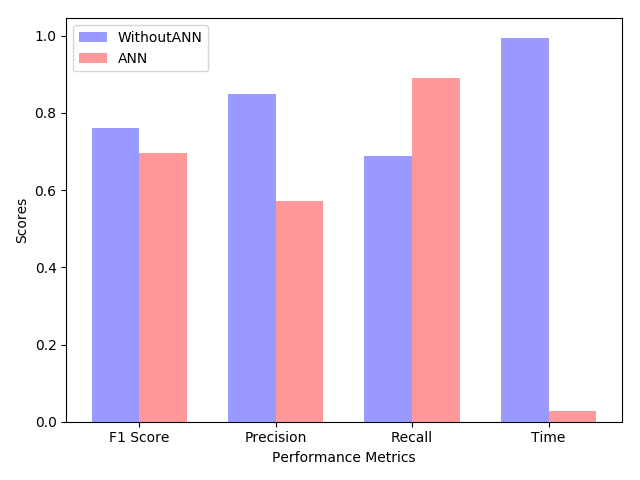 WithoutANN
ANN
1.0
0.8
0.6
0.4
0.2
0.0
Scores
F1 Score Precision Recall Time
Performance Metrics